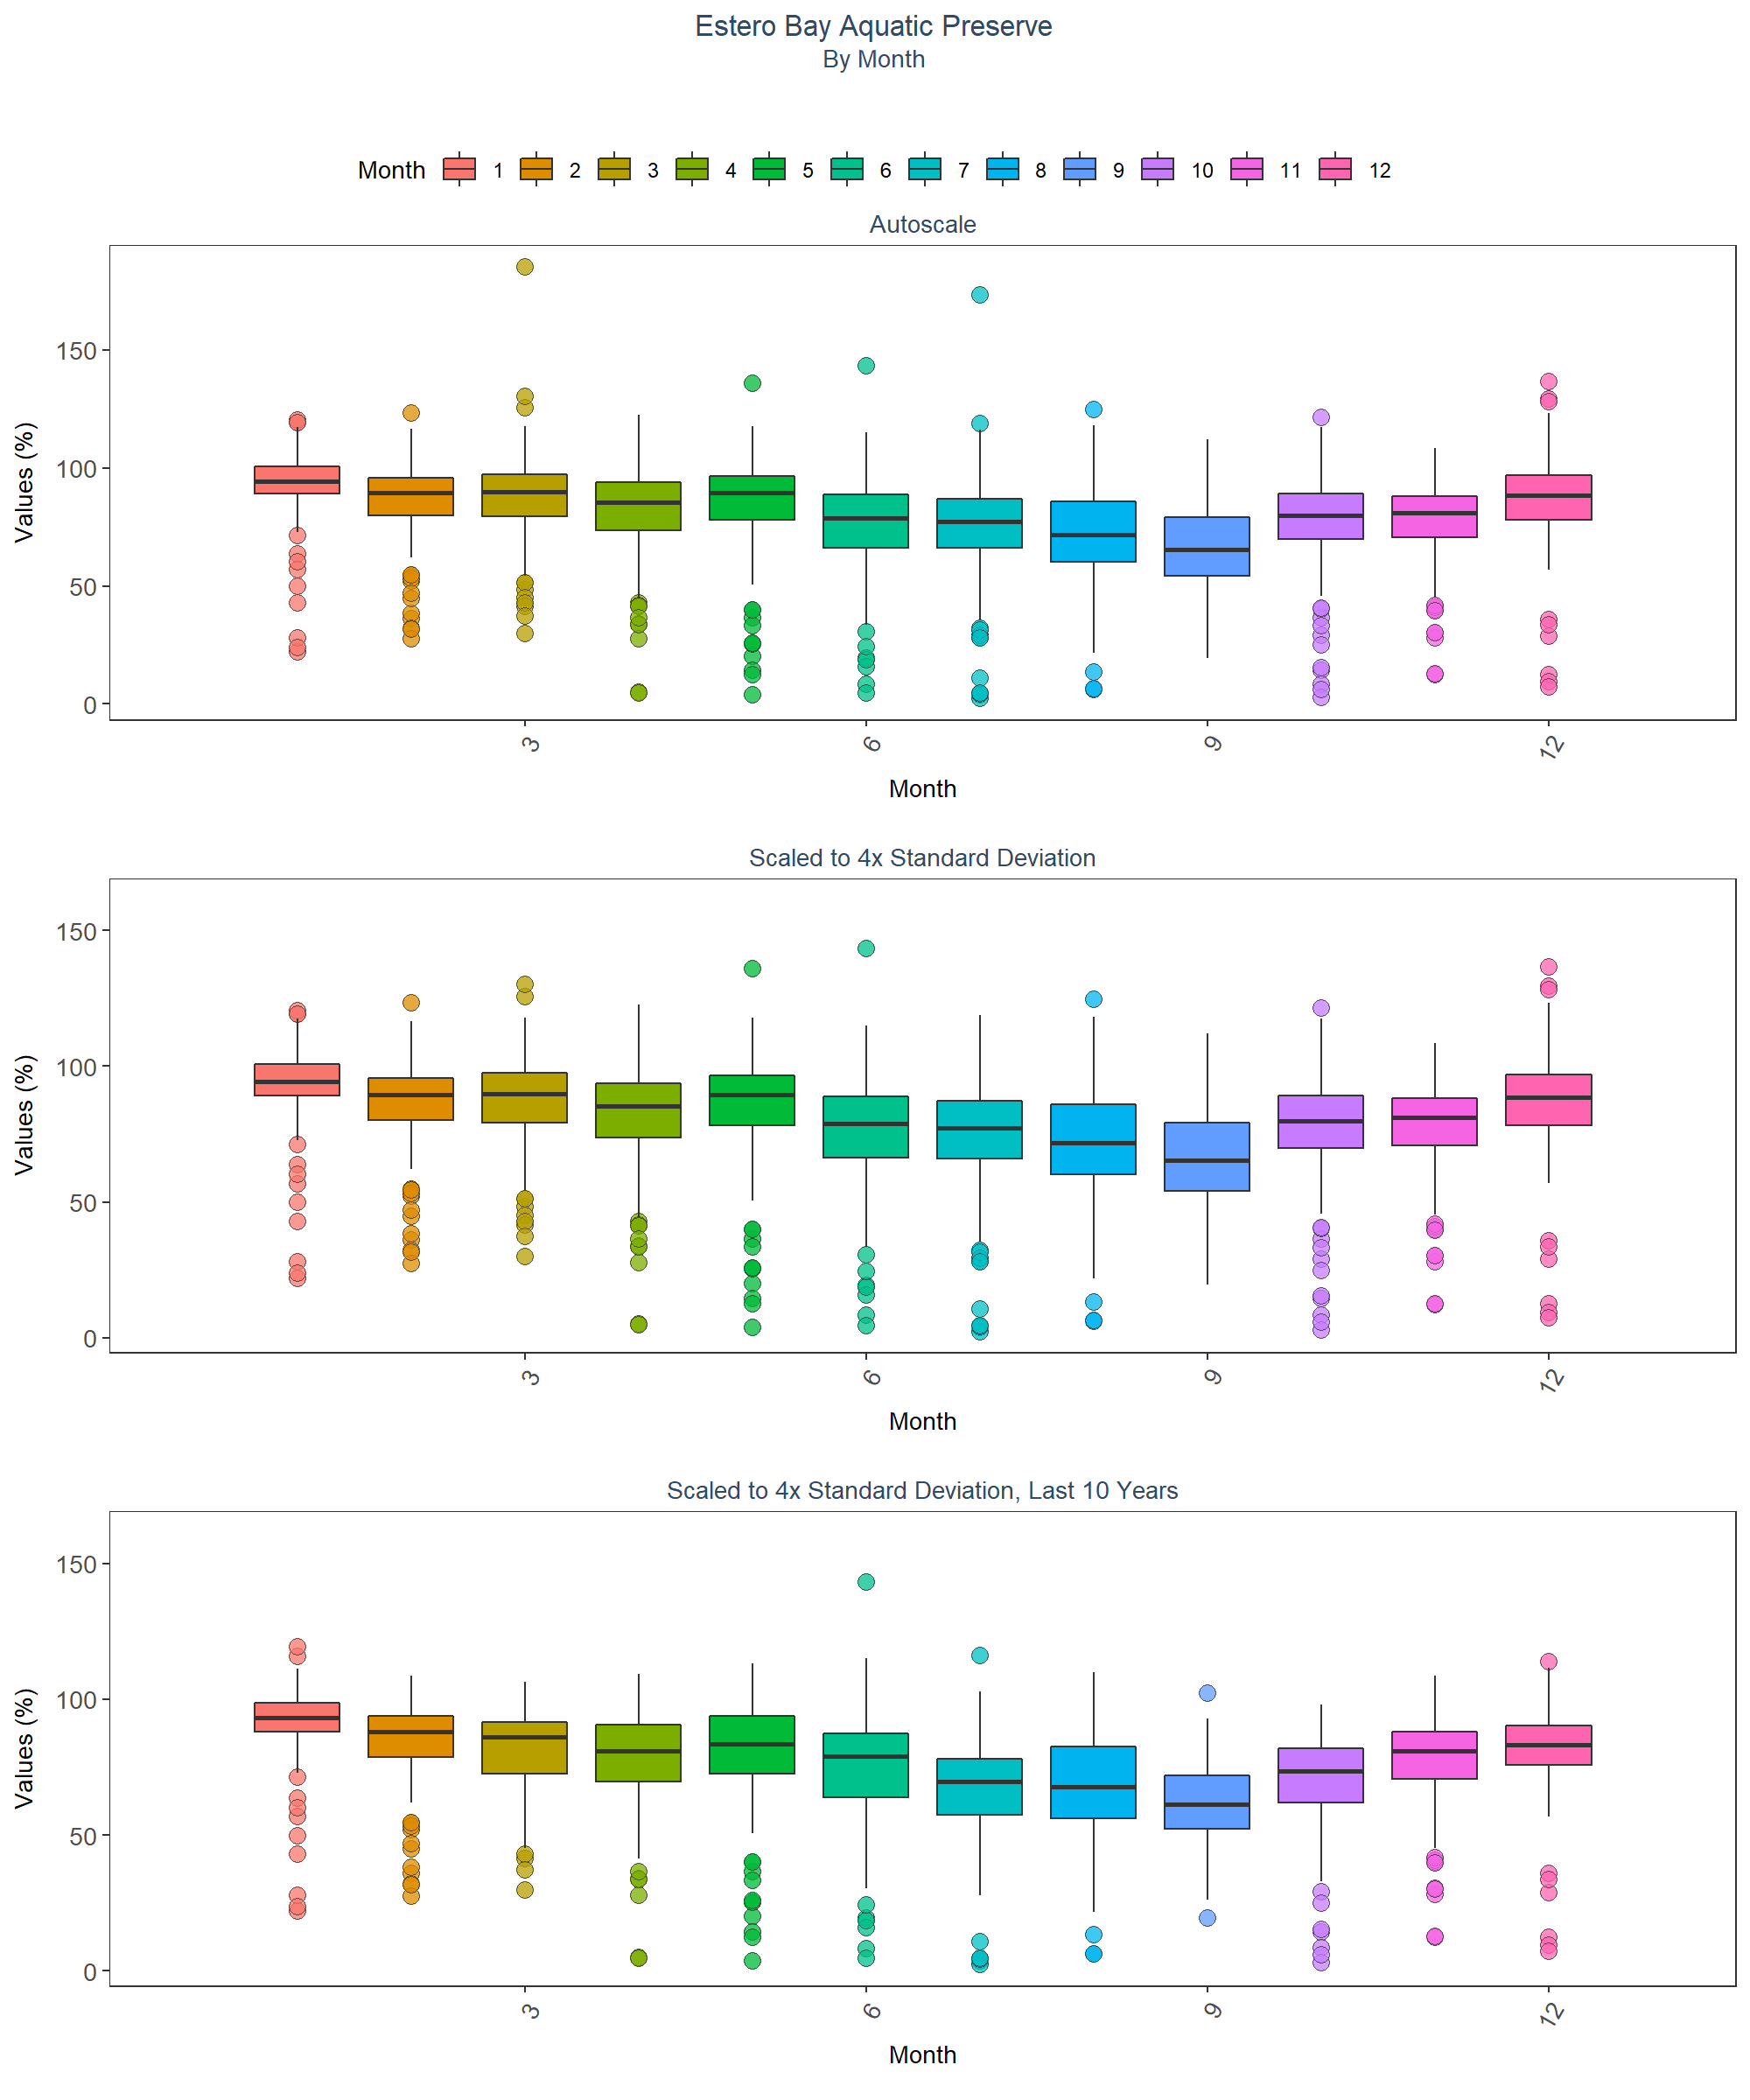 Estero Bay Aquatic Preserve
By Month
Month 1 2 3 4 5 6 7 8 9 10 11 12
Autoscale
Values (%)
150
100
50
0
3 6 9 12
Month
Scaled to 4x Standard Deviation
Values (%)
150
100
50
0
3 6 9 12
Month
Scaled to 4x Standard Deviation, Last 10 Years
Values (%)
150
100
50
0
3 6 9 12
Month